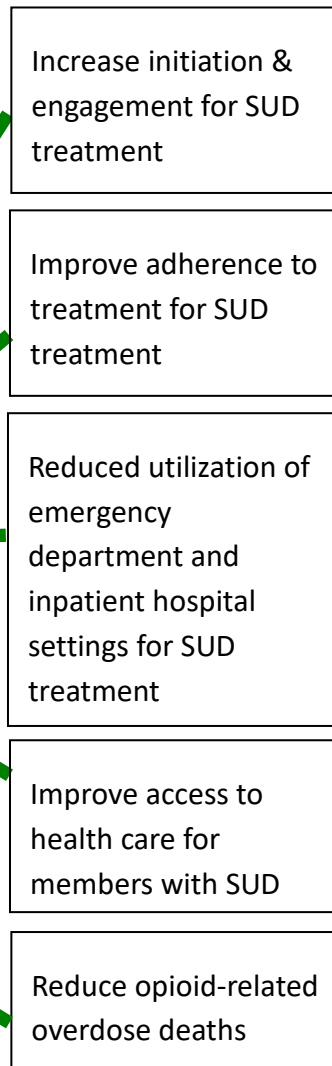 Increase initiation &
engagement for SUD
treatment
Improve adherence to
treatment for SUD
treatment
Reduced utilization of
emergency
department and
inpatient hospital
settings for SUD
treatment
Improve access to
health care for
members with SUD
Reduce opioid-related
overdose deaths